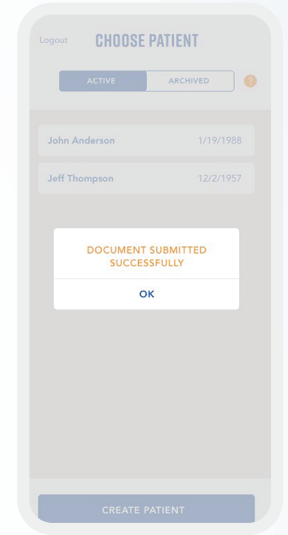 Logout CHOOSE PATIENT
ACTIVE ARCHIVED
John Anderson 1/19/1988
Jeff Thompson 12/2/1957
DOCUMENT SUBMITTED
SUCCESSFULLY
OK
CREATE PATIENT